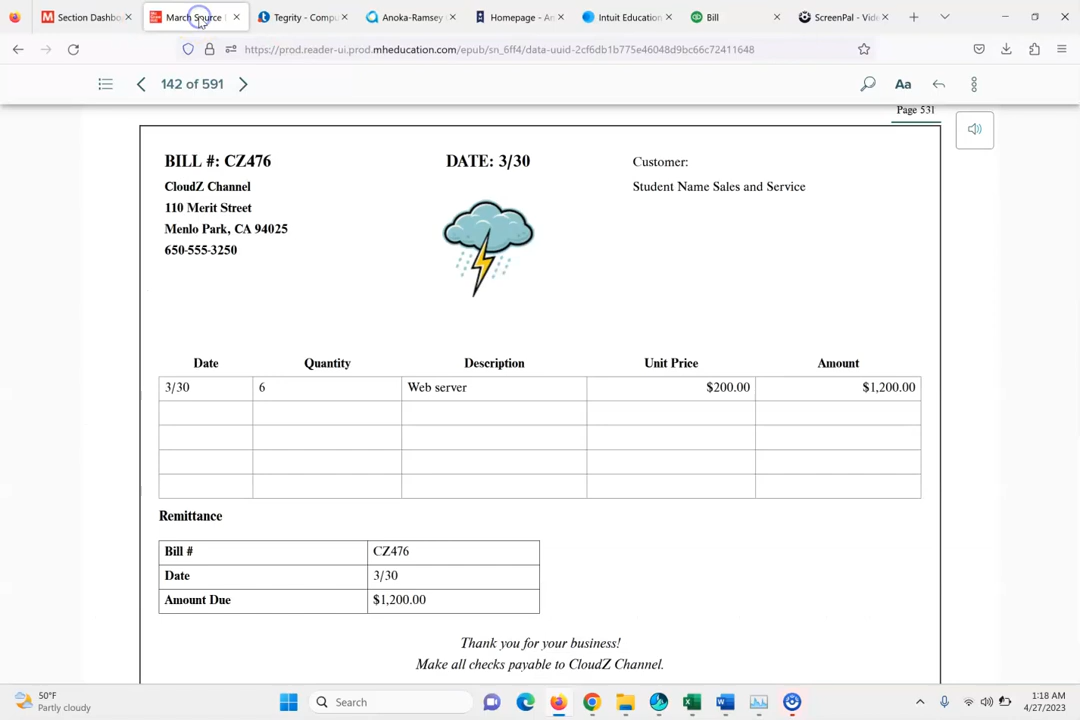 Section Dashbo
March Source
Tegrity - Compu
Anoka-Ramsey
Homepage - An
Intuit Education
Bill
ScreenPal - Vide
https://prod.reader-ui.prod.mheducation.com/epub/sn_6ff4/data-uuid-2cf6db1b775e46048d9bc66c72411648
142 of 591
Aa
Page 531
BILL #: CZ476 DATE: 3/30 Customer:
CloudZ Channel Student Name Sales and Service
110 Merit Street
Menlo Park, CA 94025
650-555-3250
Date Quantity Description Unit Price Amount
3/30 6 Web server $200.00 $1,200.00
Remittance
Bill # CZ476
Date 3/30
Amount Due $1,200.00
Thank you for your business!
Make all checks payable to CloudZ Channel.
50°F
Partly cloudy
Search
1:18 AM
4/27/2023